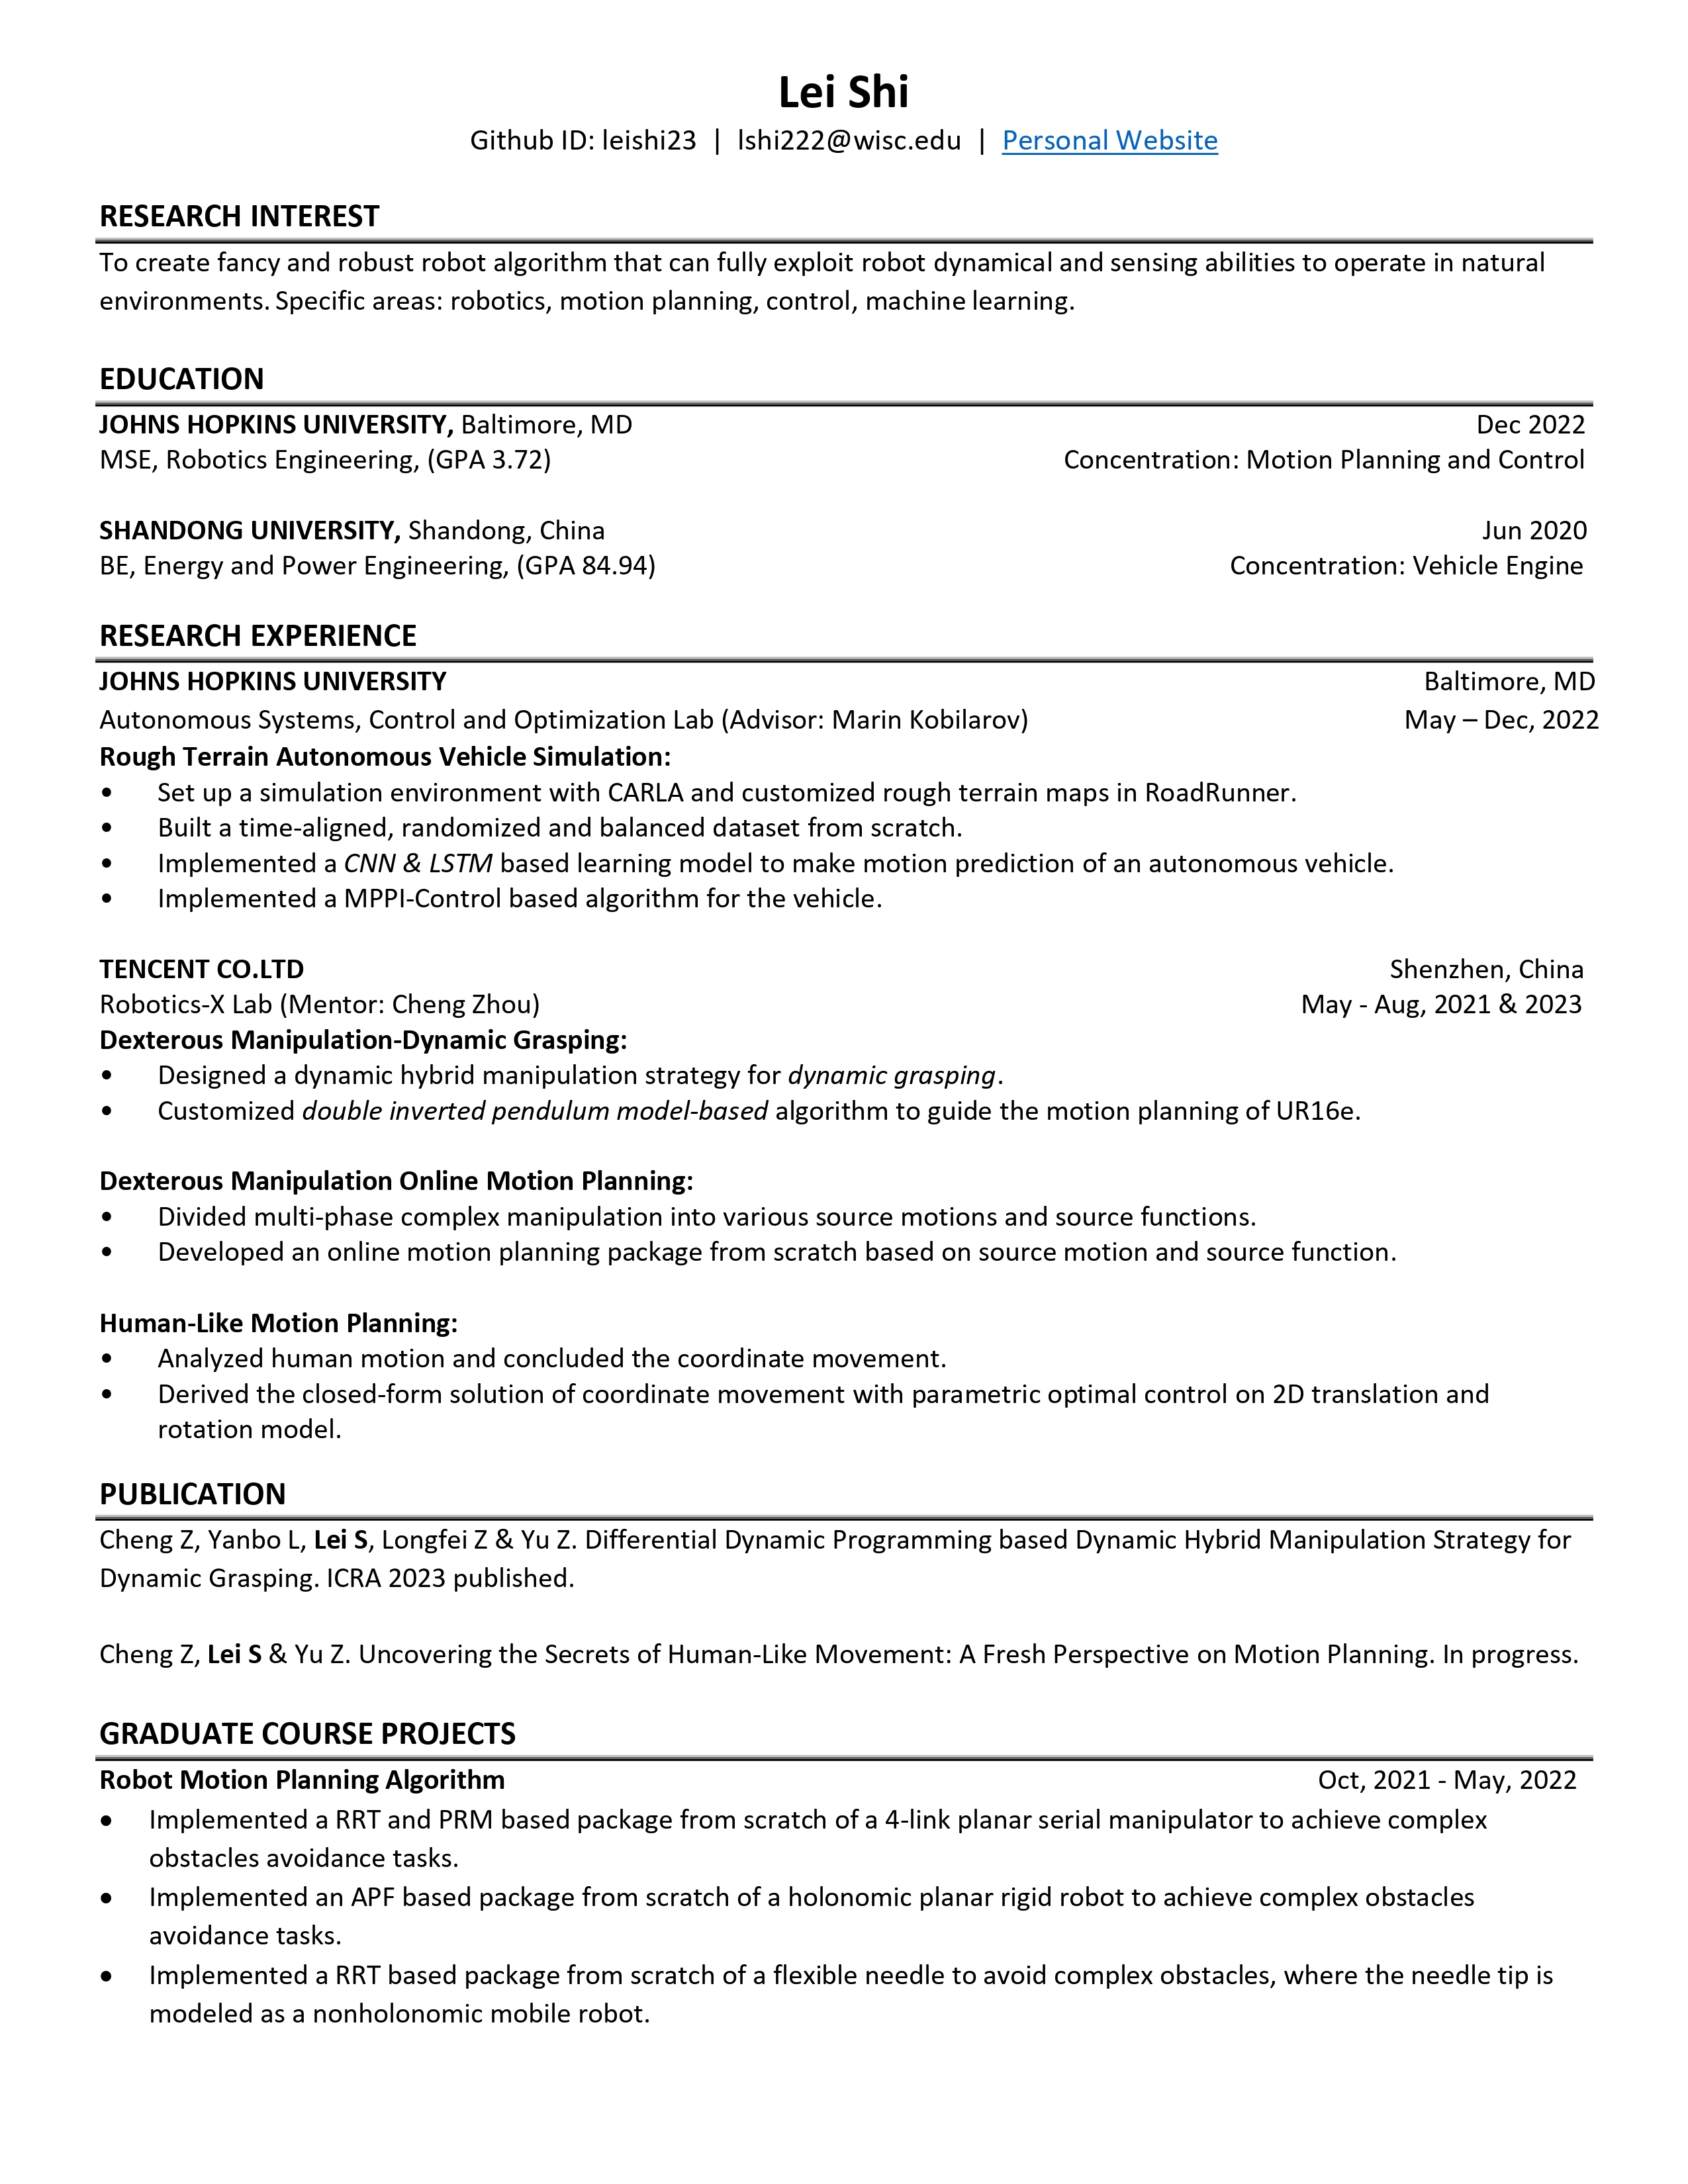 Lei Shi
Github ID: leishi23 | lshi222@wisc.edu | Personal Website
RESEARCH INTEREST
To create fancy and robust robot algorithm that can fully exploit robot dynamical and sensing abilities to operate in natural
environments. Specific areas: robotics, motion planning, control, machine learning.
EDUCATION
JOHNS HOPKINS UNIVERSITY, Baltimore, MD Dec 2022
MSE, Robotics Engineering, (GPA 3.72) Concentration: Motion Planning and Control
SHANDONG UNIVERSITY, Shandong, China Jun 2020
BE, Energy and Power Engineering, (GPA 84.94) Concentration: Vehicle Engine
RESEARCH EXPERIENCE
JOHNS HOPKINS UNIVERSITY Baltimore, MD
Autonomous Systems, Control and Optimization Lab (Advisor: Marin Kobilarov) May – Dec, 2022
Rough Terrain Autonomous Vehicle Simulation:
• Set up a simulation environment with CARLA and customized rough terrain maps in RoadRunner.
• Built a time-aligned, randomized and balanced dataset from scratch.
• Implemented a CNN & LSTM based learning model to make motion prediction of an autonomous vehicle.
• Implemented a MPPI-Control based algorithm for the vehicle.
TENCENT CO.LTD Shenzhen, China
Robotics-X Lab (Mentor: Cheng Zhou) May - Aug, 2021 & 2023
Dexterous Manipulation-Dynamic Grasping:
• Designed a dynamic hybrid manipulation strategy for dynamic grasping.
• Customized double inverted pendulum model-based algorithm to guide the motion planning of UR16e.
Dexterous Manipulation Online Motion Planning:
• Divided multi-phase complex manipulation into various source motions and source functions.
• Developed an online motion planning package from scratch based on source motion and source function.
Human-Like Motion Planning:
• Analyzed human motion and concluded the coordinate movement.
• Derived the closed-form solution of coordinate movement with parametric optimal control on 2D translation and
rotation model.
PUBLICATION
Cheng Z, Yanbo L, Lei S, Longfei Z & Yu Z. Differential Dynamic Programming based Dynamic Hybrid Manipulation Strategy for
Dynamic Grasping. ICRA 2023 published.
Cheng Z, Lei S & Yu Z. Uncovering the Secrets of Human-Like Movement: A Fresh Perspective on Motion Planning. In progress.
GRADUATE COURSE PROJECTS
Robot Motion Planning Algorithm Oct, 2021 - May, 2022
• Implemented a RRT and PRM based package from scratch of a 4-link planar serial manipulator to achieve complex
obstacles avoidance tasks.
• Implemented an APF based package from scratch of a holonomic planar rigid robot to achieve complex obstacles
avoidance tasks.
• Implemented a RRT based package from scratch of a flexible needle to avoid complex obstacles, where the needle tip is
modeled as a nonholonomic mobile robot.